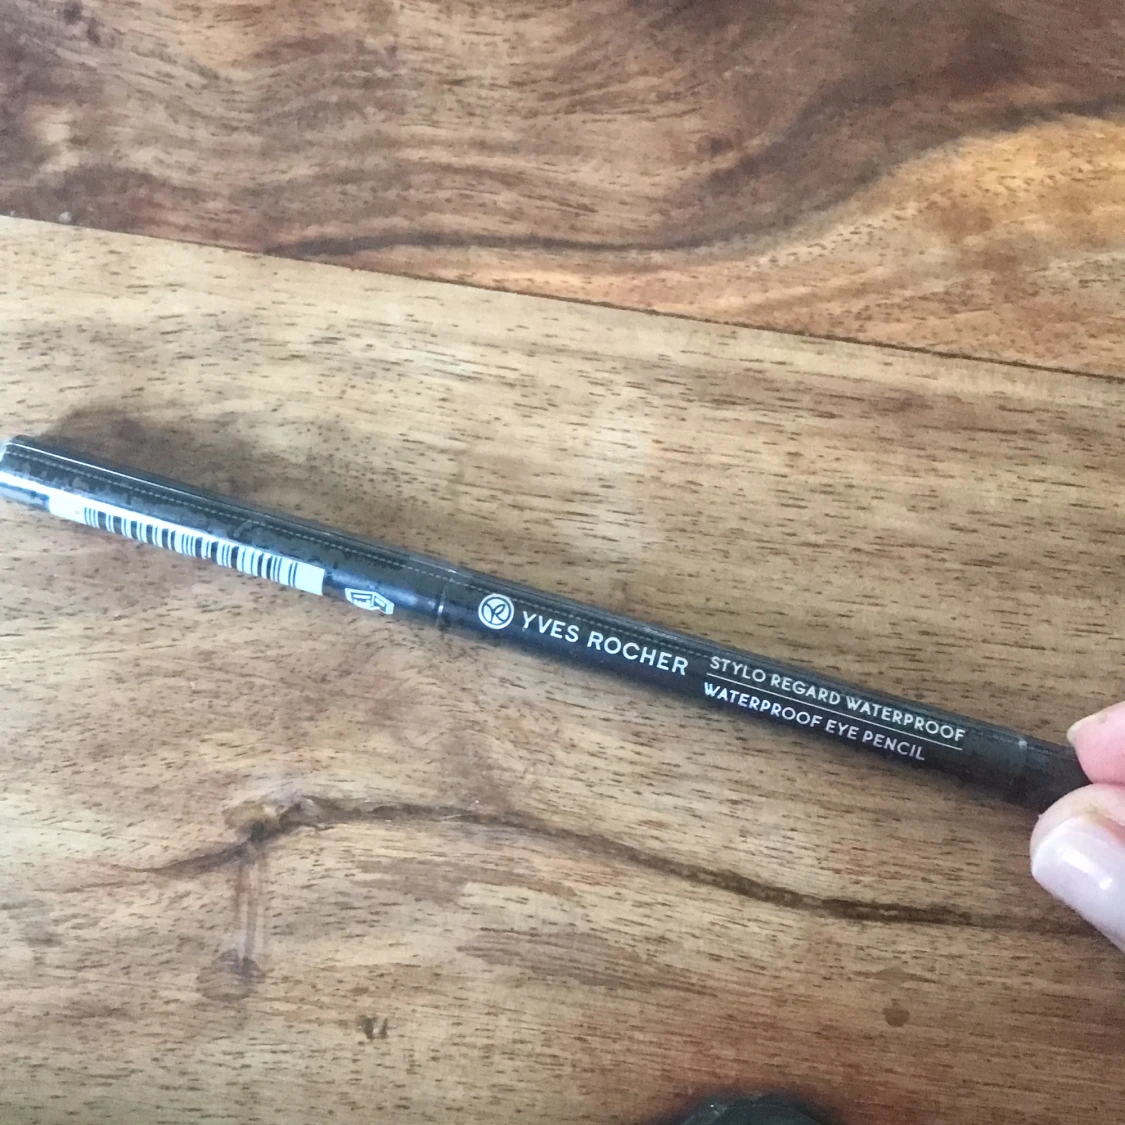 YVES ROCHER
STYLO REGARD WATERPROOF
WATERPROOF EYE PENCIL